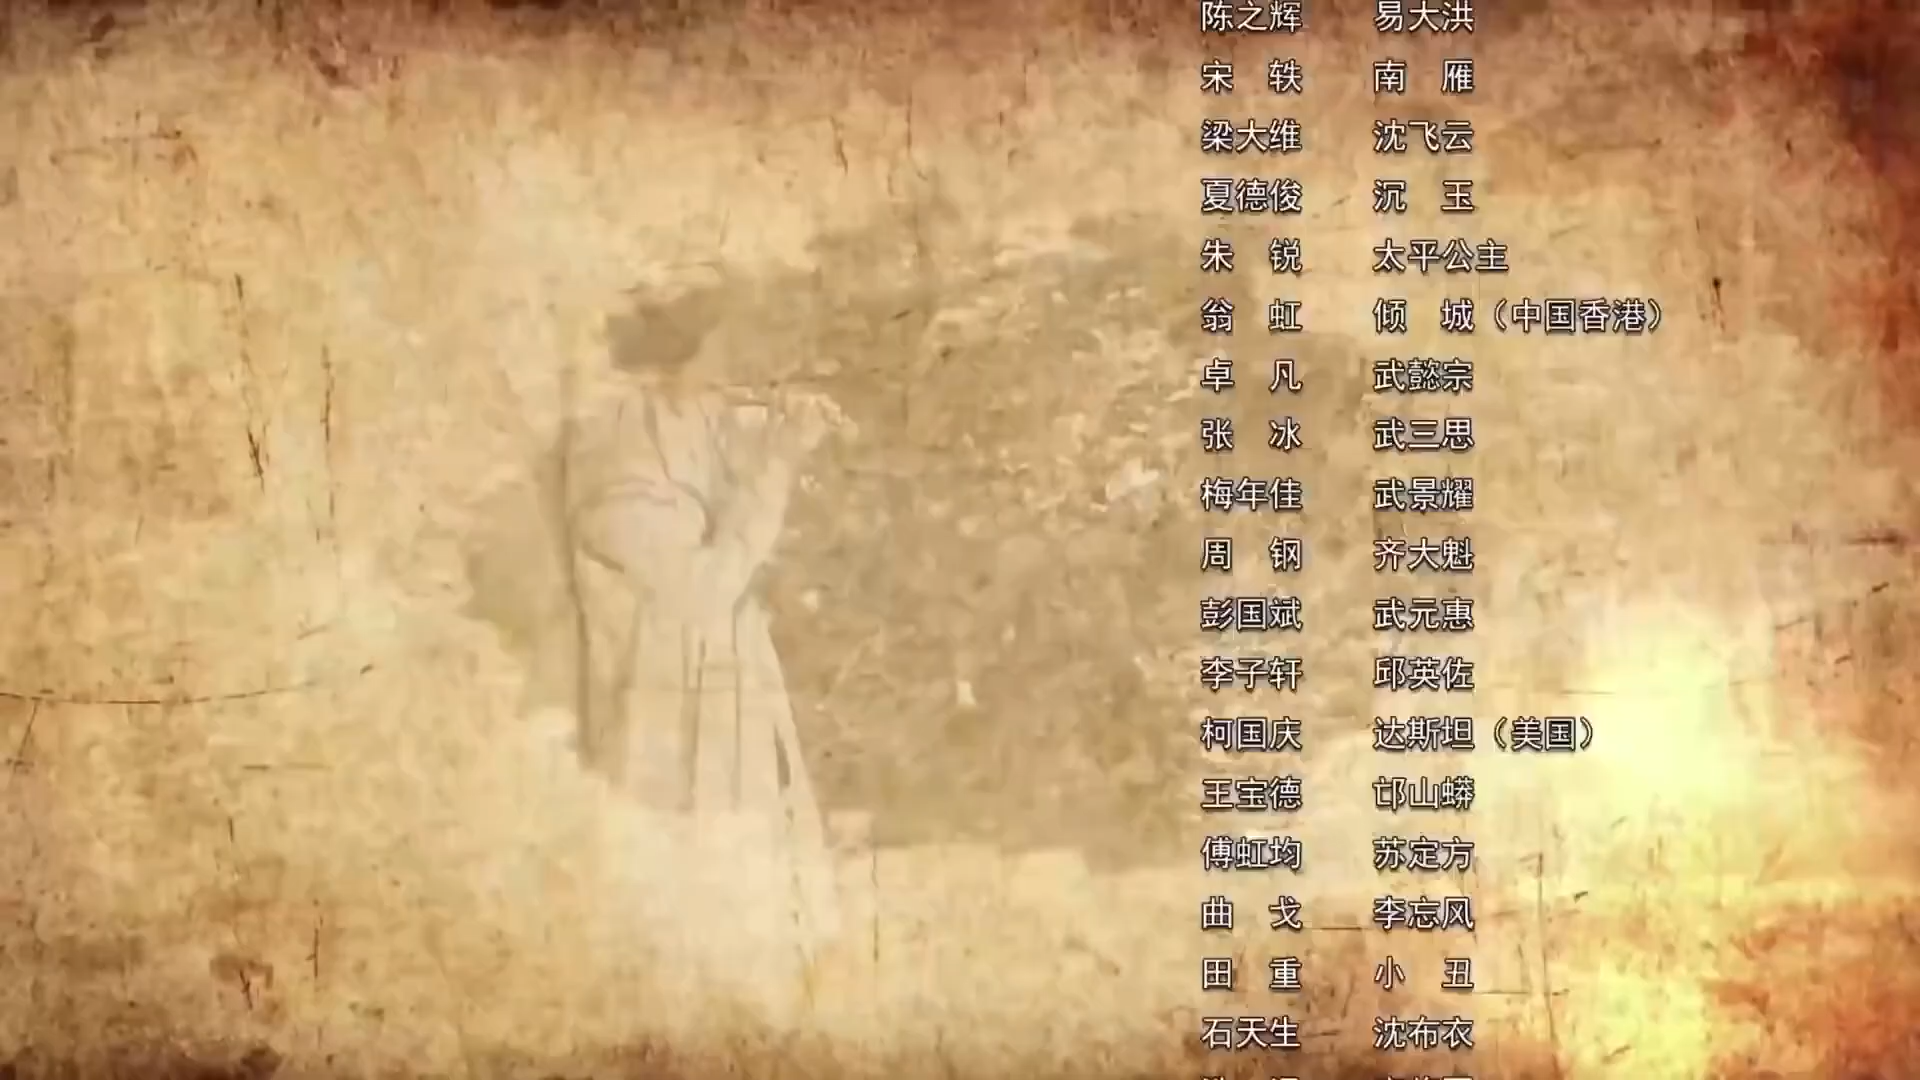 陈之辉 易大洪
宋 轶 南 雁
梁大维 沈飞云
夏德俊 沉 玉
朱 锐 太平公主
翁 虹 倾 城（中国香港）
卓 凡 武懿宗
张 冰 武三思
梅年佳 武景耀
周 钢 齐大魁
彭国斌 武元惠
李子轩 邱英佐
柯国庆 达斯坦（美国）
王宝德 邙山蟒
傅虹均 苏定方
曲 戈 李忘风
田 重 小 丑
石天生 沈布衣